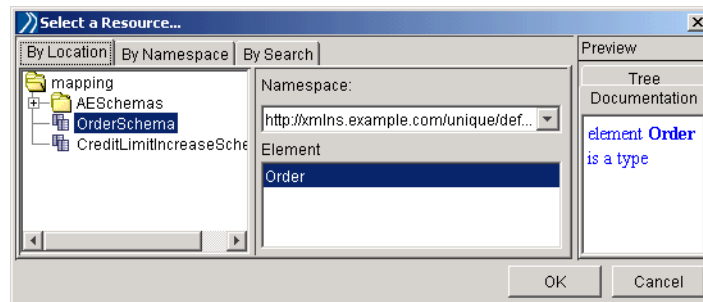 Select a Resource...
By Location By Namespace By Search
mapping
AESchemas
OrderSchema
CreditLimitIncreaseSche
Namespace:
http://xmlns.example.com/unique/def...
Element
Order
Preview
Tree
Documentation
element Order
is a type
OK Cancel